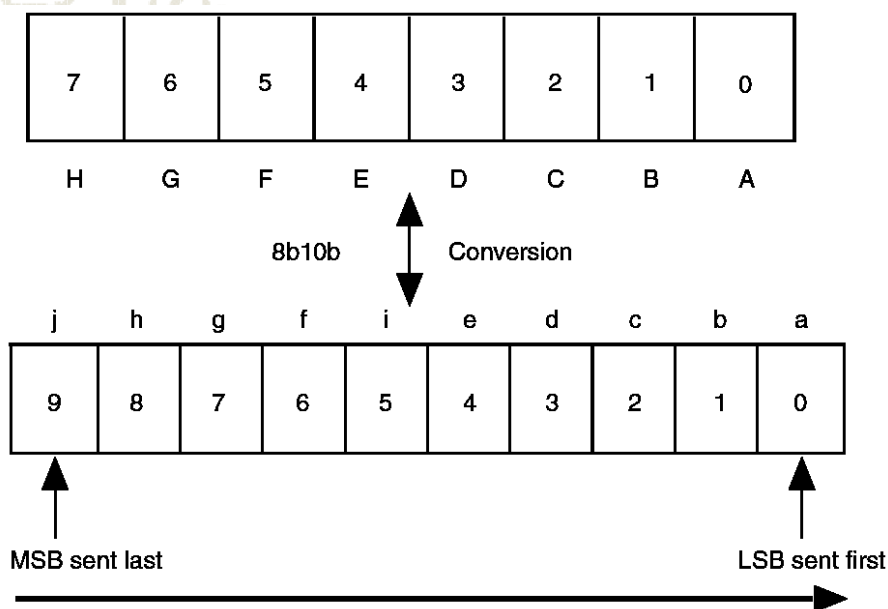 7 6 5 4 3 2 1 0
H G F E D C B A
8b10b Conversion
j h g f i e d c b a
9 8 7 6 5 4 3 2 1 0
MSB sent last LSB sent first